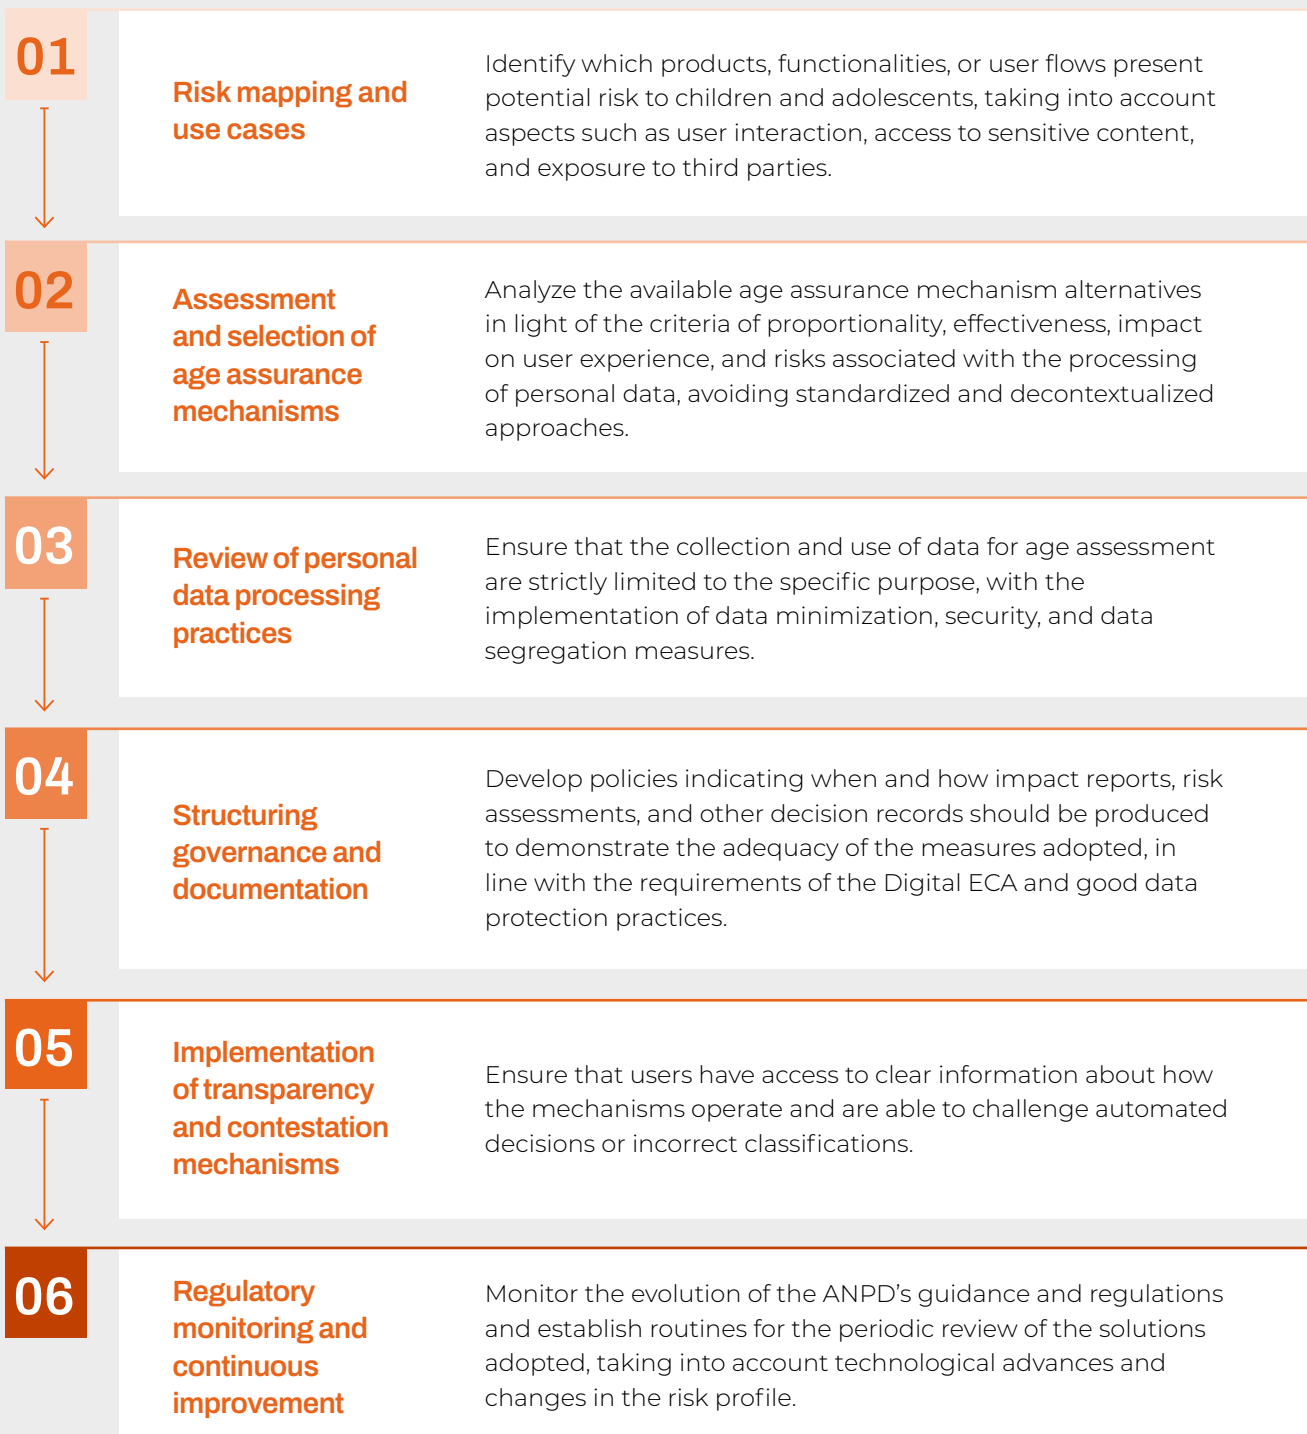 01
Risk mapping and
use cases
Identify which products, functionalities, or user flows present
potential risk to children and adolescents, taking into account
aspects such as user interaction, access to sensitive content,
and exposure to third parties.
02
Assessment
and selection of
age assurance
mechanisms
Analyze the available age assurance mechanism alternatives
in light of the criteria of proportionality, effectiveness, impact
on user experience, and risks associated with the processing
of personal data, avoiding standardized and decontextualized
approaches.
03
Review of personal
data processing
practices
Ensure that the collection and use of data for age assessment
are strictly limited to the specific purpose, with the
implementation of data minimization, security, and data
segregation measures.
04
Structuring
governance and
documentation
Develop policies indicating when and how impact reports, risk
assessments, and other decision records should be produced
to demonstrate the adequacy of the measures adopted, in
line with the requirements of the Digital ECA and good data
protection practices.
05
Implementation
of transparency
and contestation
mechanisms
Ensure that users have access to clear information about how
the mechanisms operate and are able to challenge automated
decisions or incorrect classifications.
06
Regulatory
monitoring and
continuous
improvement
Monitor the evolution of the ANPD’s guidance and regulations
and establish routines for the periodic review of the solutions
adopted, taking into account technological advances and
changes in the risk profile.